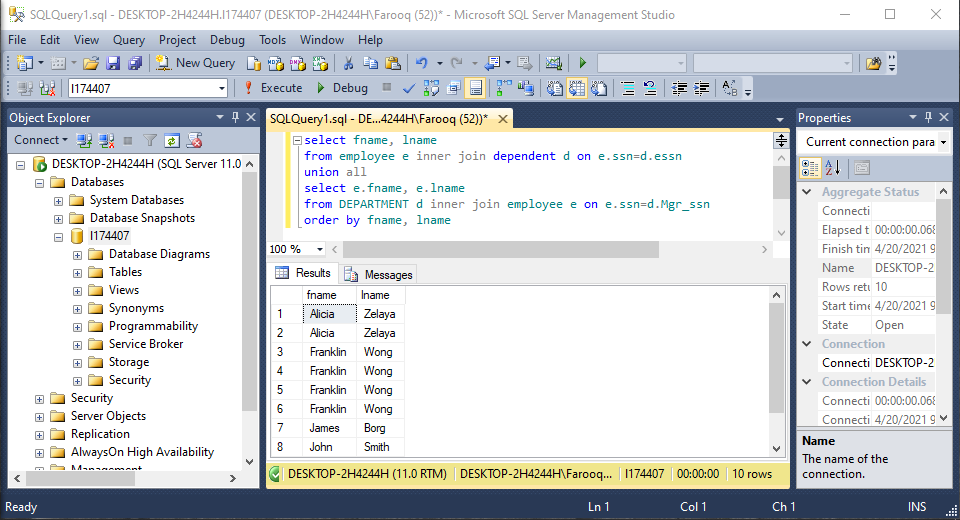 SQLQuery1.sql - DESKTOP-2H4244H.I174407 (DESKTOP-2H4244H\Farooq (52))* - Microsoft SQL Server Management Studio
File Edit View Query Project Debug Tools Window Help
New Query
I174407 Execute Debug
Object Explorer
Connect
DESKTOP-2H4244H (SQL Server 11.0
Databases
System Databases
Database Snapshots
I174407
Database Diagrams
Tables
Views
Synonyms
Programmability
Service Broker
Storage
Security
Security
Server Objects
Replication
AlwaysOn High Availability
Management
SQLQuery1.sql - DE...4244H\Farooq (52))*
select fname, lname
from employee e inner join dependent d on e.ssn=d.essn
union all
select e.fname, e.lname
from DEPARTMENT d inner join employee e on e.ssn=d.Mgr_ssn
order by fname, lname
100 %
Results Messages
fname lname
1 Alicia Zelaya
2 Alicia Zelaya
3 Franklin Wong
4 Franklin Wong
5 Franklin Wong
6 Franklin Wong
7 James Borg
8 John Smith
DESKTOP-2H4244H (11.0 RTM) DESKTOP-2H4244H\Farooq... I174407 00:00:00 10 rows
Properties
Current connection para
Aggregate Status
Connecti
Elapsed t 00:00:00.068
Finish tim 4/20/2021 9
Name DESKTOP-2
Rows retu 10
Start time 4/20/2021 9
State Open
Connection
Connecti DESKTOP-2
Connection Details
Connecti 00:00:00.068
Connecti 4/20/2021 9
Name
The name of the
connection.
Ready Ln 1 Col 1 Ch 1 INS